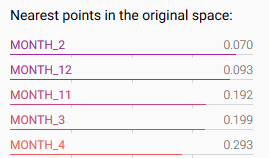 Nearest points in the original space:
MONTH_2 0.070
MONTH_12 0.093
MONTH_11 0.192
MONTH_3 0.199
MONTH_4 0.293